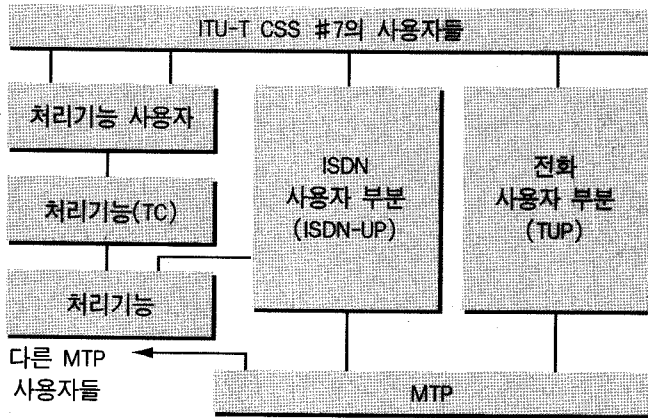 ITU-T CSS #7의 사용자들
처리기능 사용자
처리기능(TC)
처리기능
ISDN
사용자 부분
(ISDN-UP)
전화
사용자 부분
(TUP)
다른 MTP
사용자들
MTP